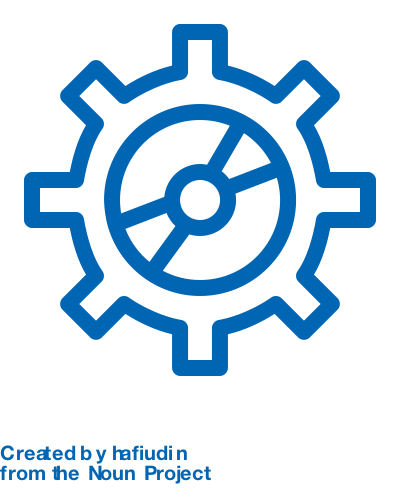 Created by hafiudin
from the Noun Project